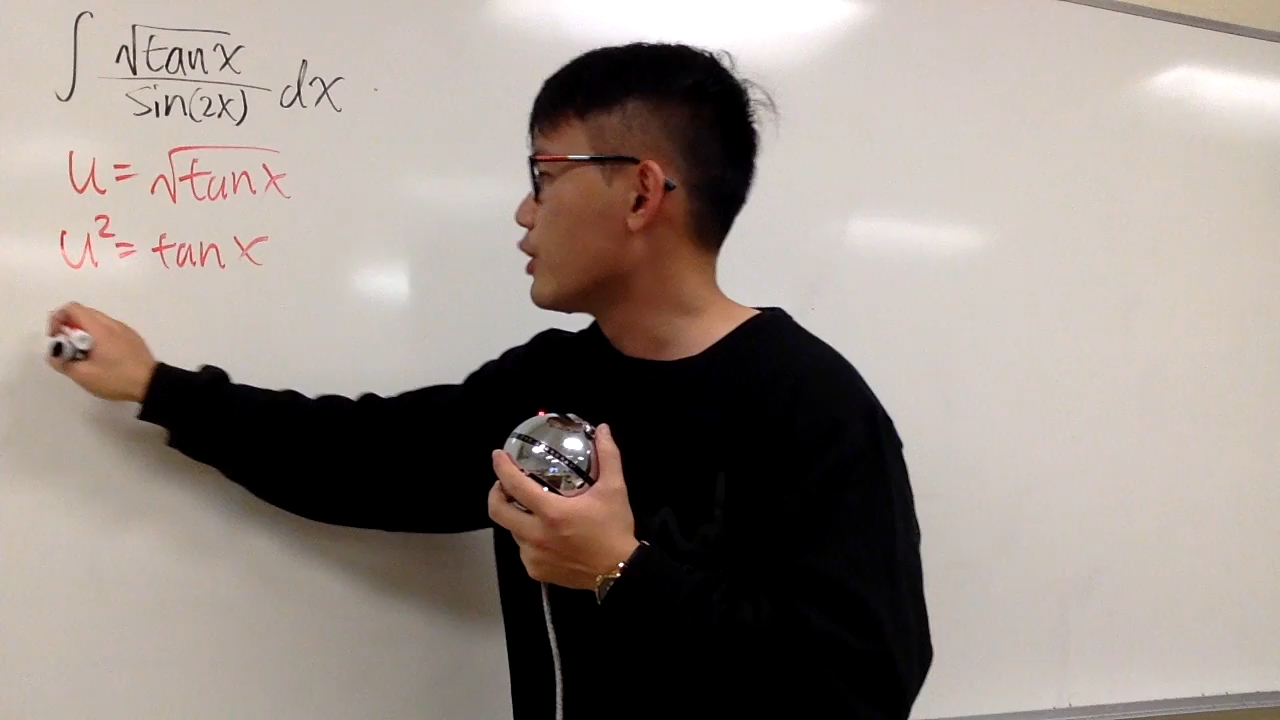 ∫ √tan x / sin(2x) dx
u = √tan x
u² = tan x